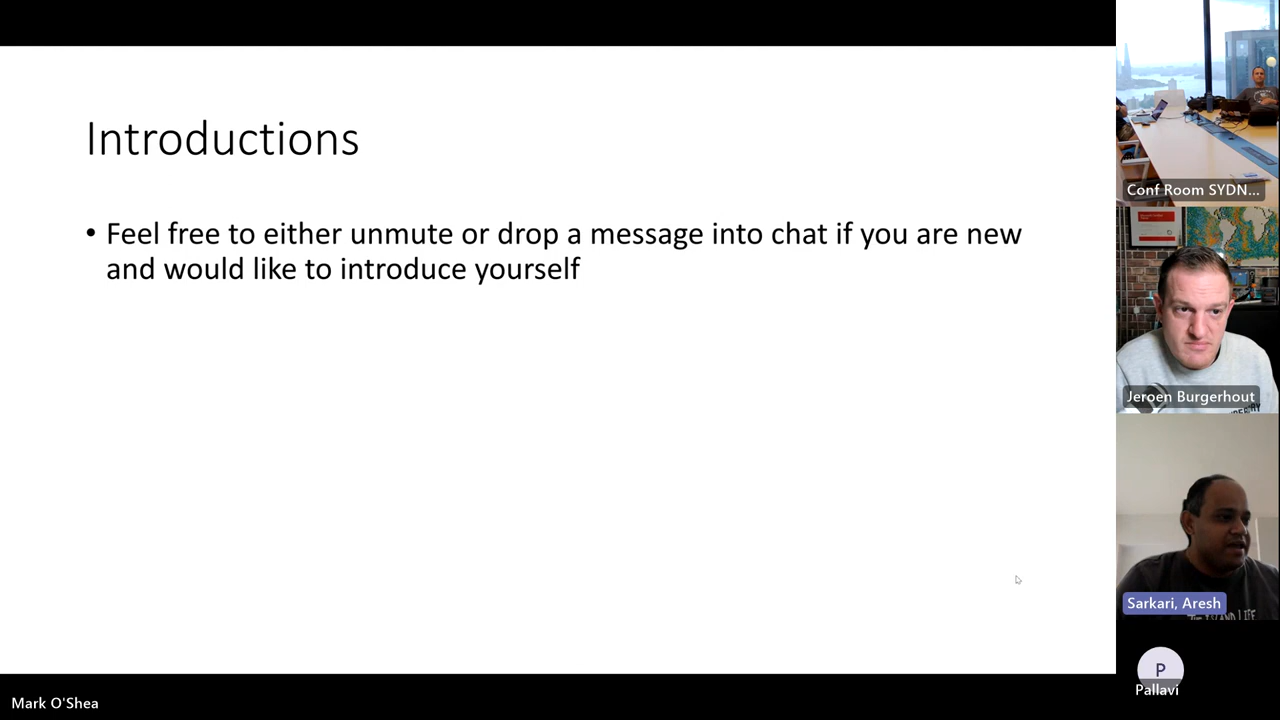 Introductions
• Feel free to either unmute or drop a message into chat if you are new
and would like to introduce yourself
Conf Room SYDN...
Jeroen Burgerhout
Sarkari, Aresh
P
Pallavi
Mark O'Shea